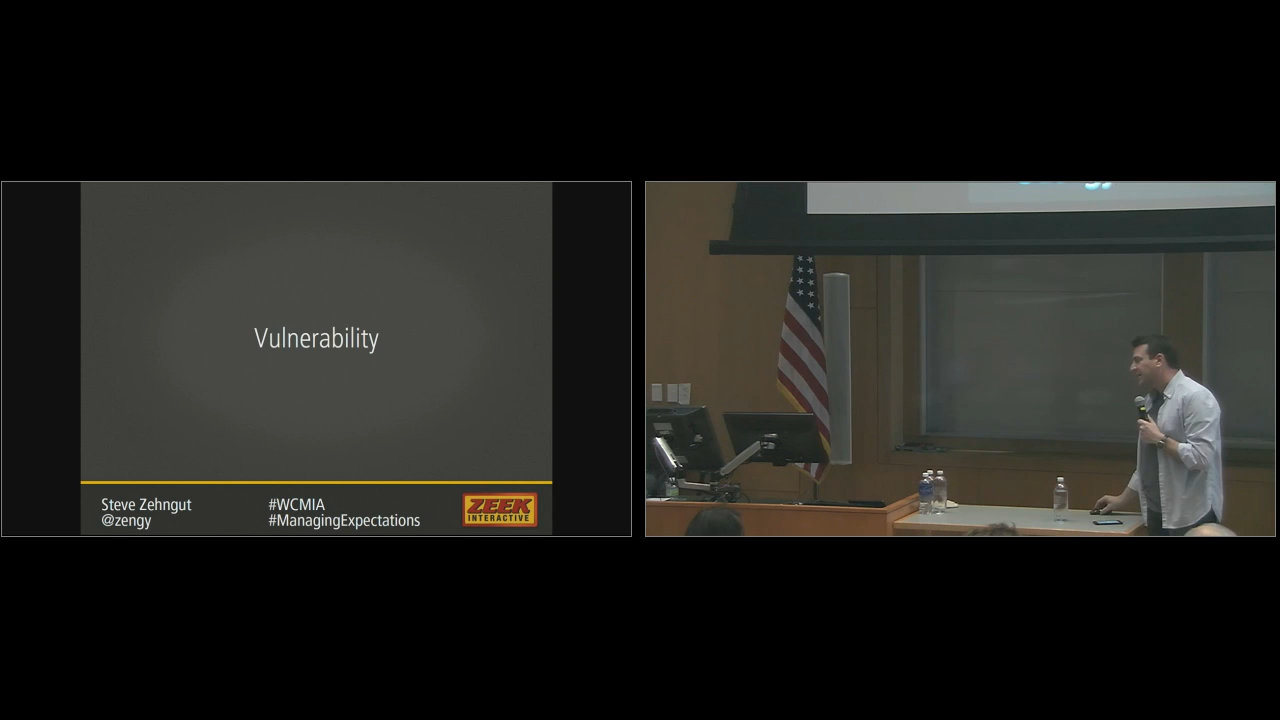 Vulnerability
Steve Zehngut
@zengy
#WCMIA
#ManagingExpectations
ZEEK
INTERACTIVE